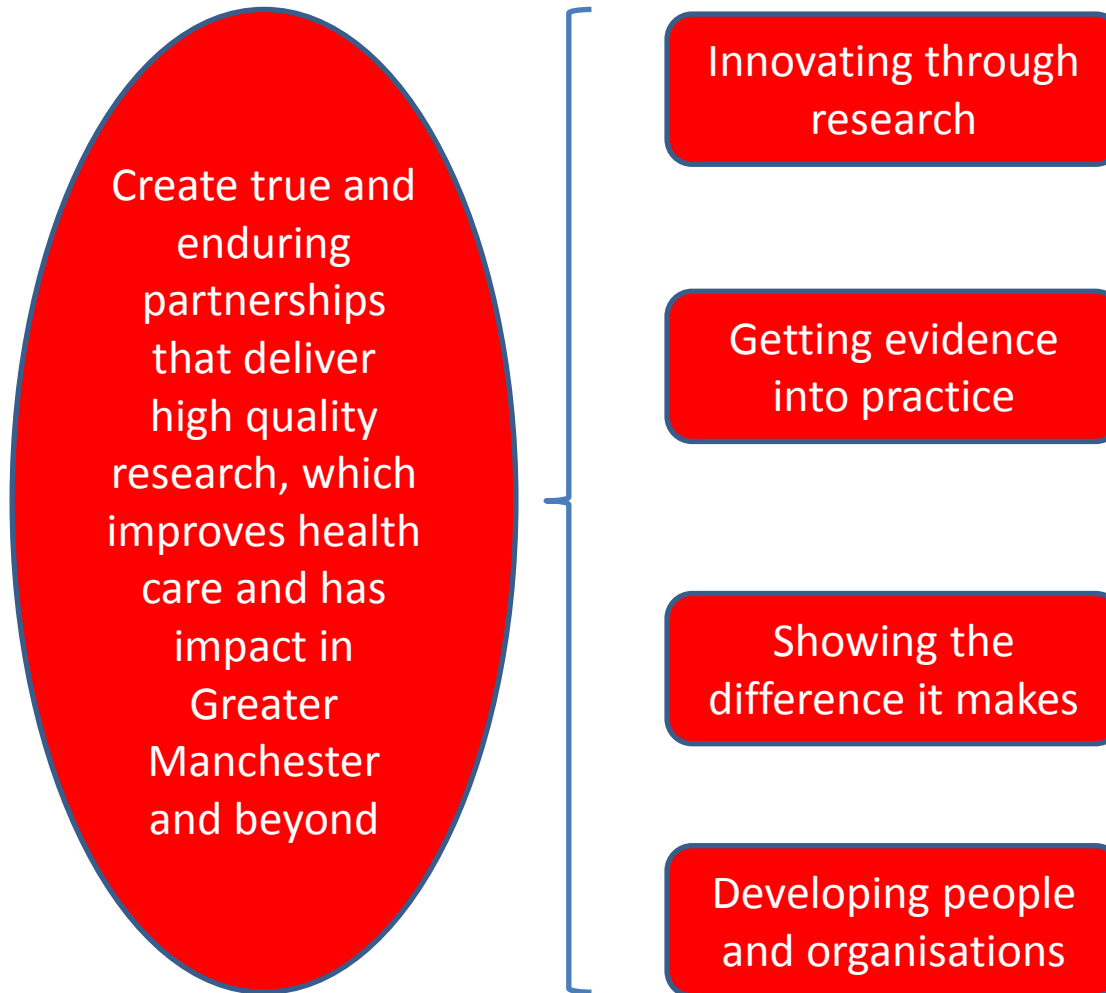 Create true and
enduring
partnerships
that deliver
high quality
research, which
improves health
care and has
impact in
Greater
Manchester
and beyond
Innovating through
research
Getting evidence
into practice
Showing the
difference it makes
Developing people
and organisations